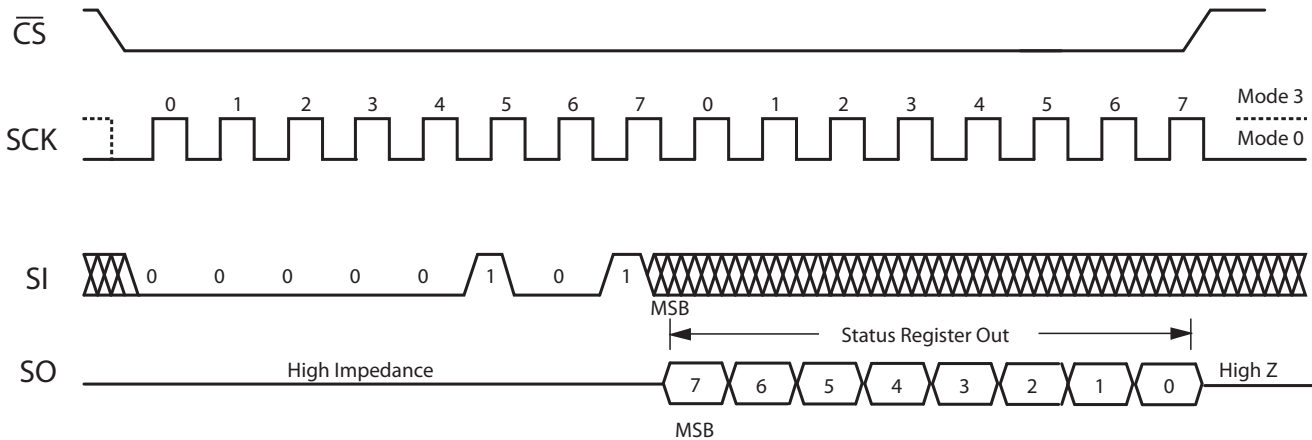 CS
0 1 2 3 4 5 6 7 0 1 2 3 4 5 6 7
Mode 3
SCK
Mode 0
SI
0 0 0 0 0 1 0 1
MSB
Status Register Out
SO
High Impedance
7 6 5 4 3 2 1 0
High Z
MSB